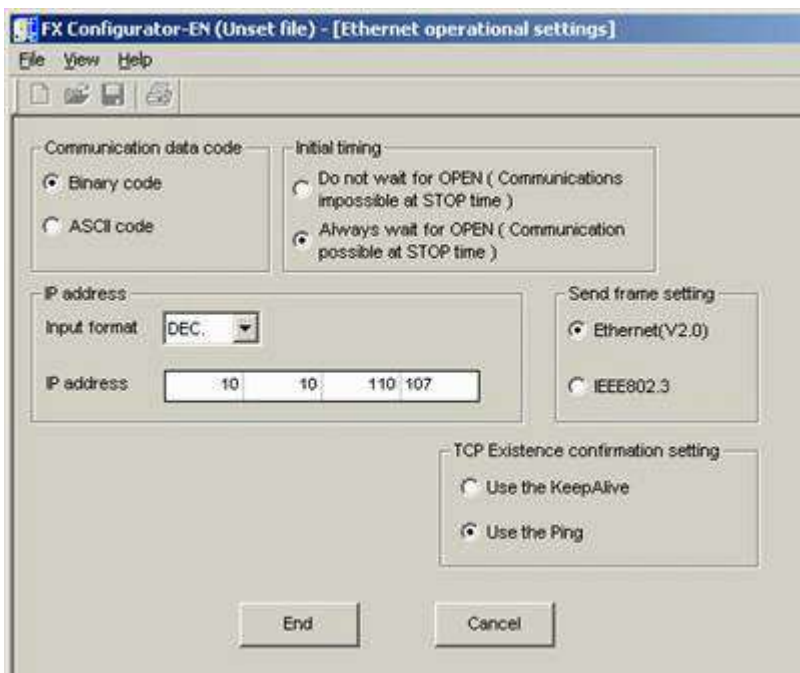 FX Configurator-EN (Unset file) - [Ethernet operational settings]
File View Help
Communication data code
Binary code
ASCII code
Initial timing
Do not wait for OPEN ( Communications
impossible at STOP time )
Always wait for OPEN ( Communication
possible at STOP time )
IP address
Input format DEC.
IP address 10 10 110 107
Send frame setting
Ethernet(V2.0)
IEEE802.3
TCP Existence confirmation setting
Use the KeepAlive
Use the Ping
End Cancel